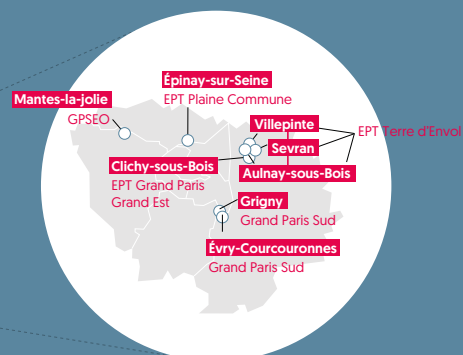 Épinay-sur-Seine
EPT Plaine Commune
Mantes-la-jolie
GPSEO
Villepinte
EPT Terre d'Envol
Sevran
Clichy-sous-Bois
EPT Grand Paris
Grand Est
Aulnay-sous-Bois
Grigny
Grand Paris Sud
Évry-Courcouronnes
Grand Paris Sud